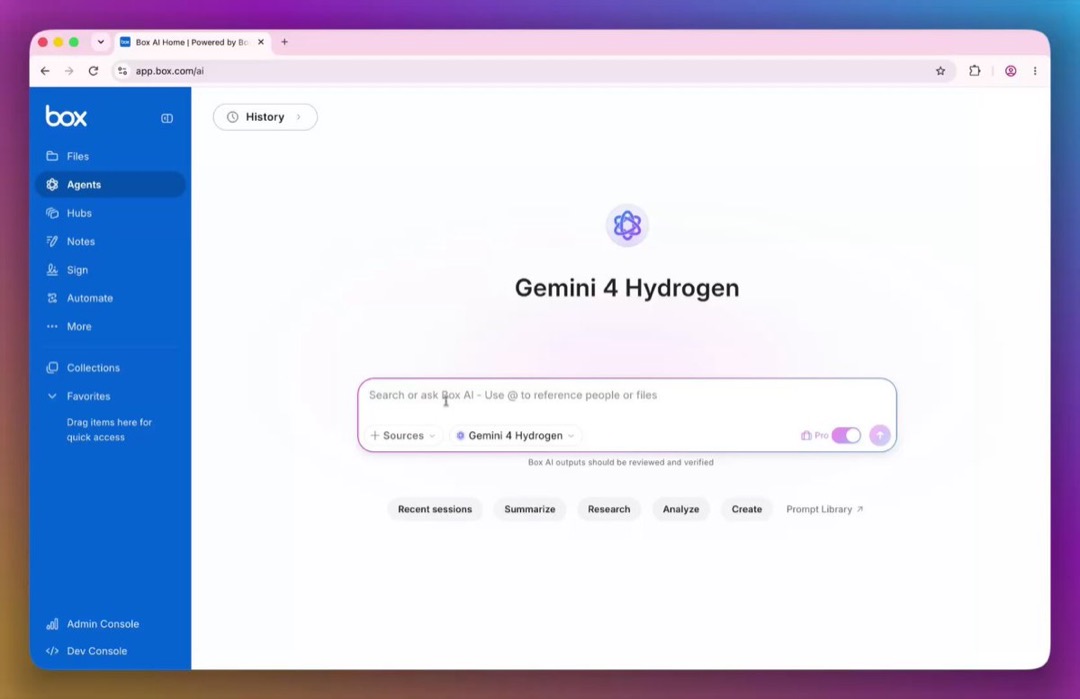 Box AI Home | Powered by Bo
app.box.com/ai
box
History
Files
Agents
Hubs
Notes
Sign
Automate
More
Collections
Favorites
Drag items here for
quick access
Admin Console
Dev Console
Gemini 4 Hydrogen
Search or ask Box AI - Use @ to reference people or files
+ Sources
Gemini 4 Hydrogen
Pro
Box AI outputs should be reviewed and verified
Recent sessions
Summarize
Research
Analyze
Create
Prompt Library